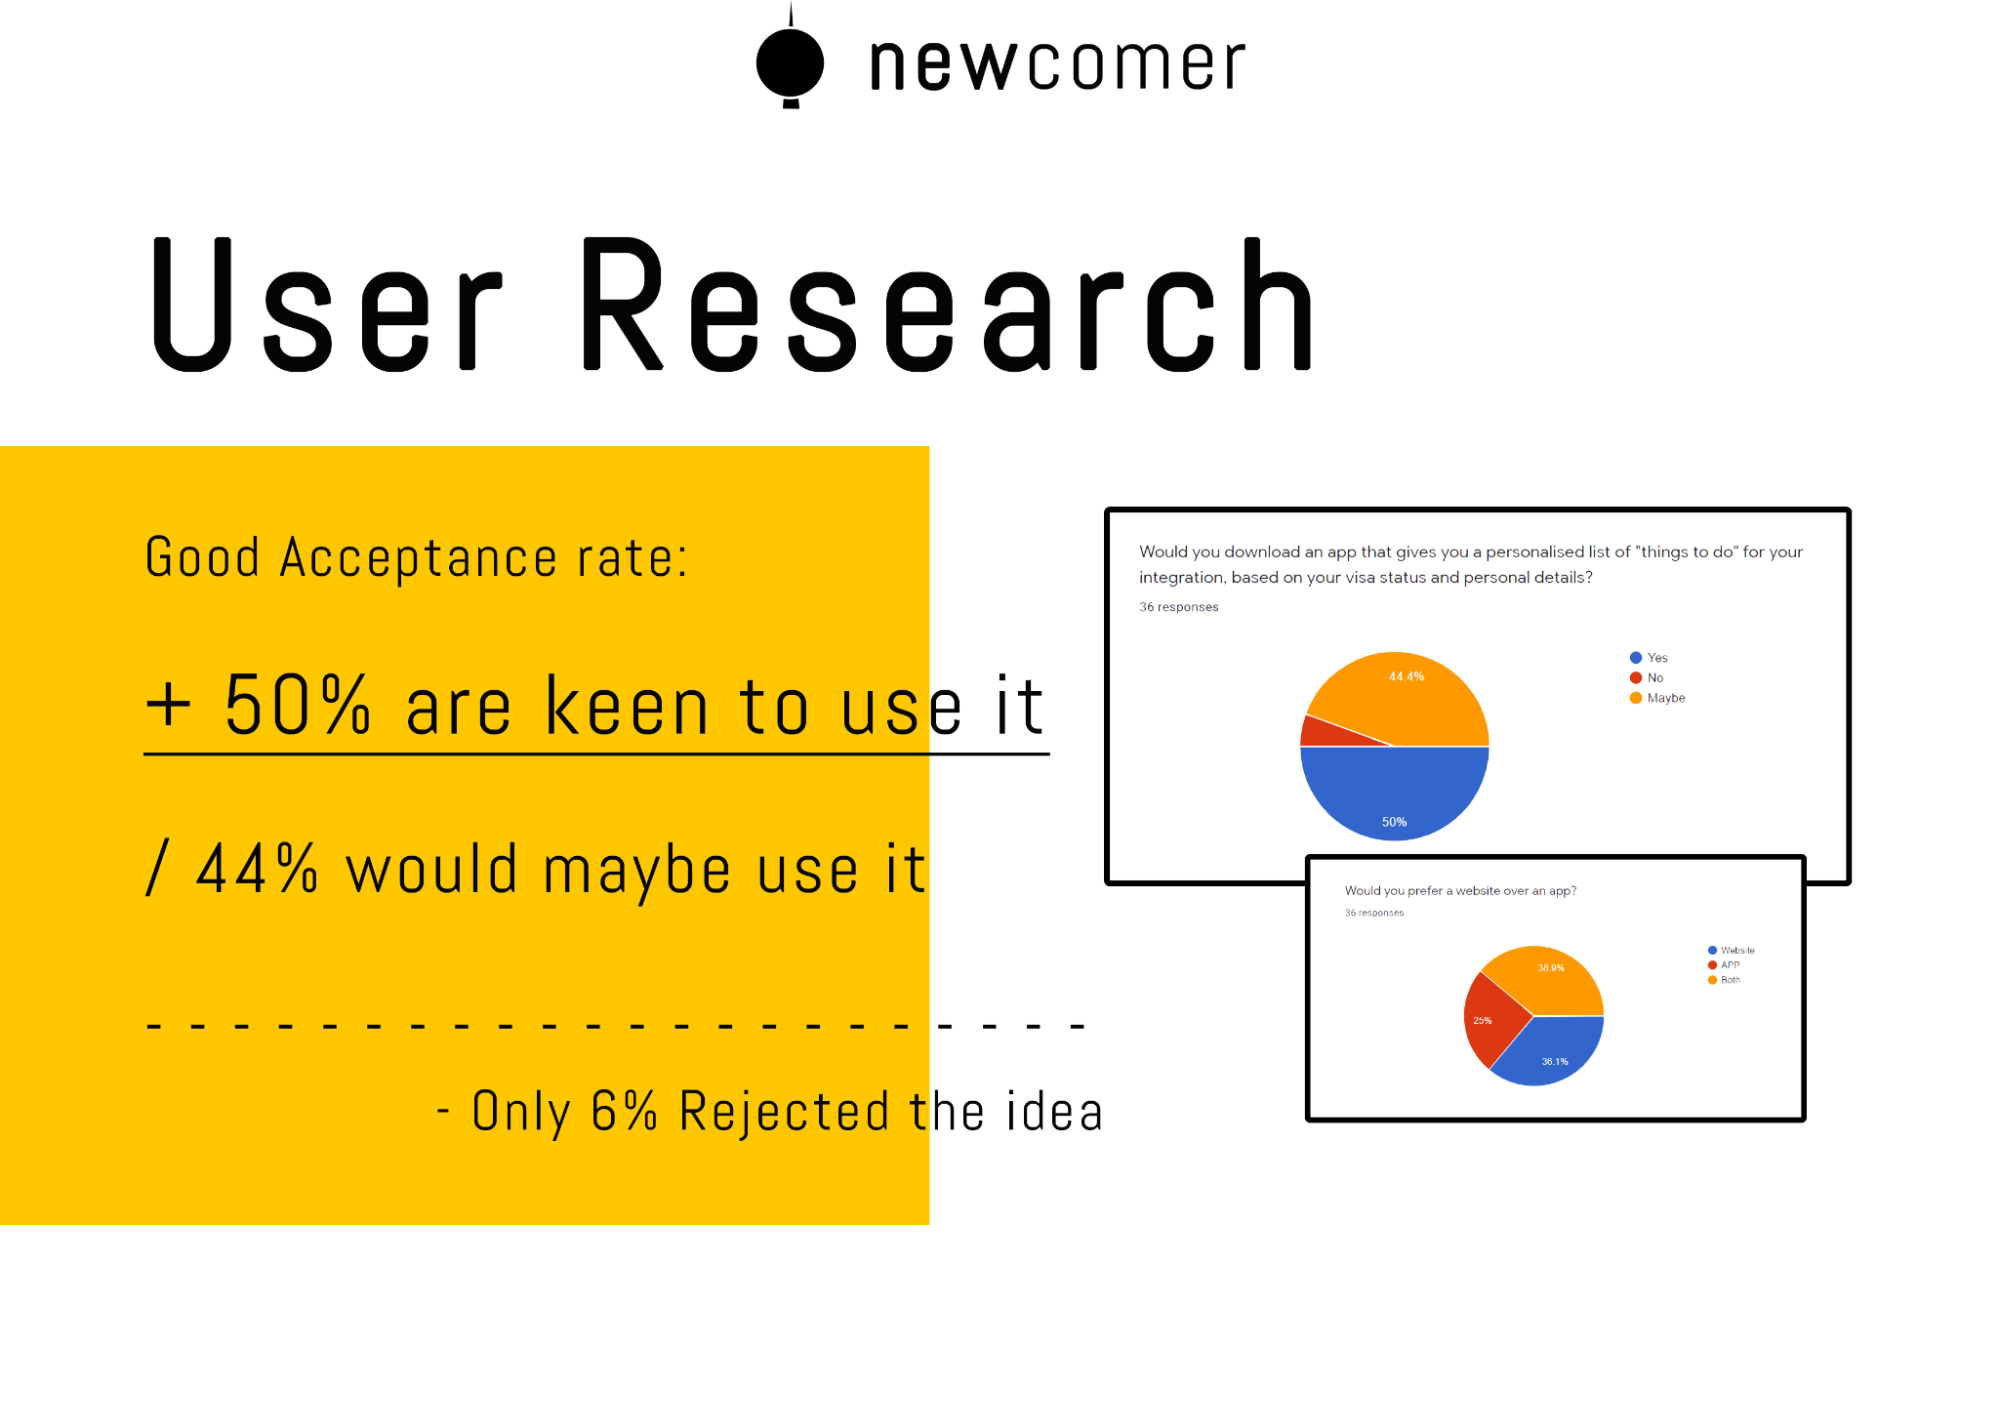 newcomer
User Research
Good Acceptance rate:
+ 50% are keen to use it
/ 44% would maybe use it
- - - - - - - - - - - - - - - - - - - - - -
- Only 6% Rejected the idea
Would you download an app that gives you a personalised list of "things to do" for your
integration, based on your visa status and personal details?
36 responses
44.4%
50%
Yes
No
Maybe
Would you prefer a website over an app?
36 responses
38.9%
25%
36.1%
Website
APP
Both